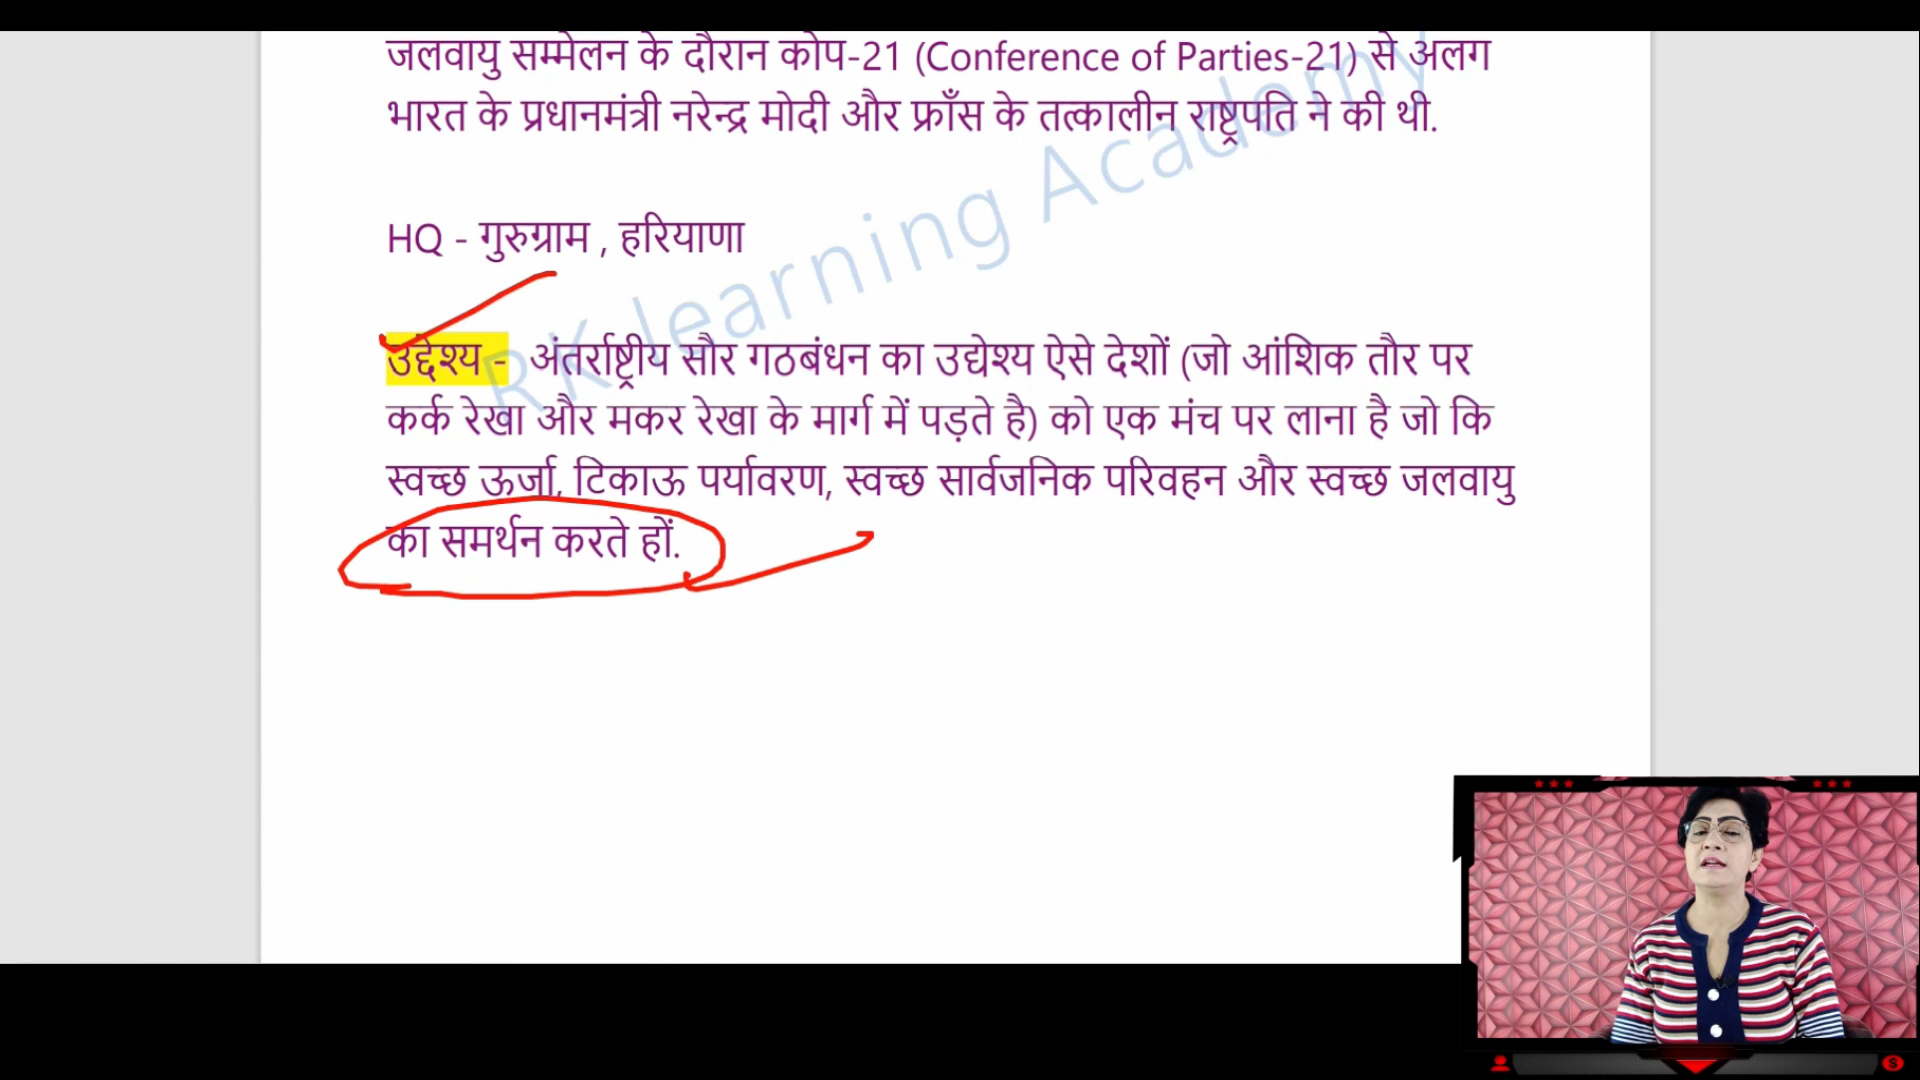 जलवायु सम्मेलन के दौरान कोप-21 (Conference of Parties-21) से अलग
भारत के प्रधानमंत्री नरेन्द्र मोदी और फ्राँस के तत्कालीन राष्ट्रपति ने की थी.
HQ - गुरुग्राम , हरियाणा
उद्देश्य - अंतर्राष्ट्रीय सौर गठबंधन का उद्येश्य ऐसे देशों (जो आंशिक तौर पर
कर्क रेखा और मकर रेखा के मार्ग में पड़ते है) को एक मंच पर लाना है जो कि
स्वच्छ ऊर्जा, टिकाऊ पर्यावरण, स्वच्छ सार्वजनिक परिवहन और स्वच्छ जलवायु
का समर्थन करते हों.
RK learning Academy